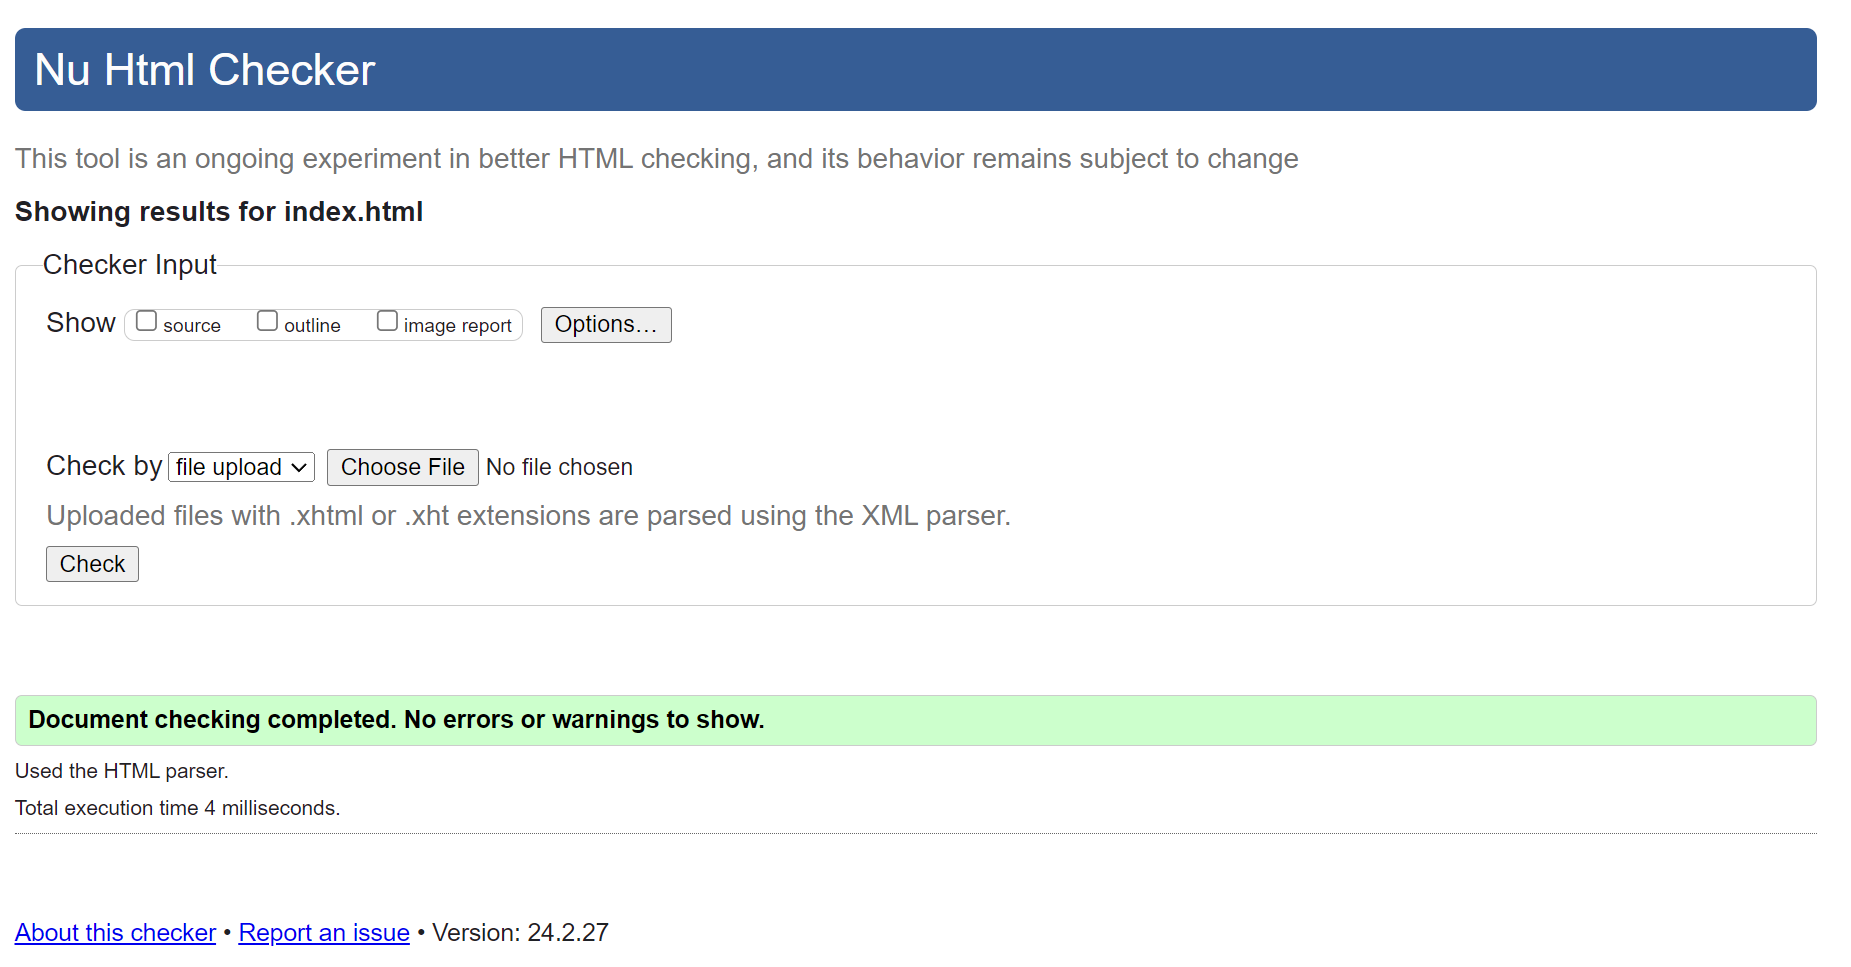 Nu Html Checker
This tool is an ongoing experiment in better HTML checking, and its behavior remains subject to change
Showing results for index.html
Checker Input
Show source outline image report Options…
Check by file upload Choose File No file chosen
Uploaded files with .xhtml or .xht extensions are parsed using the XML parser.
Check
Document checking completed. No errors or warnings to show.
Used the HTML parser.
Total execution time 4 milliseconds.
About this checker • Report an issue • Version: 24.2.27